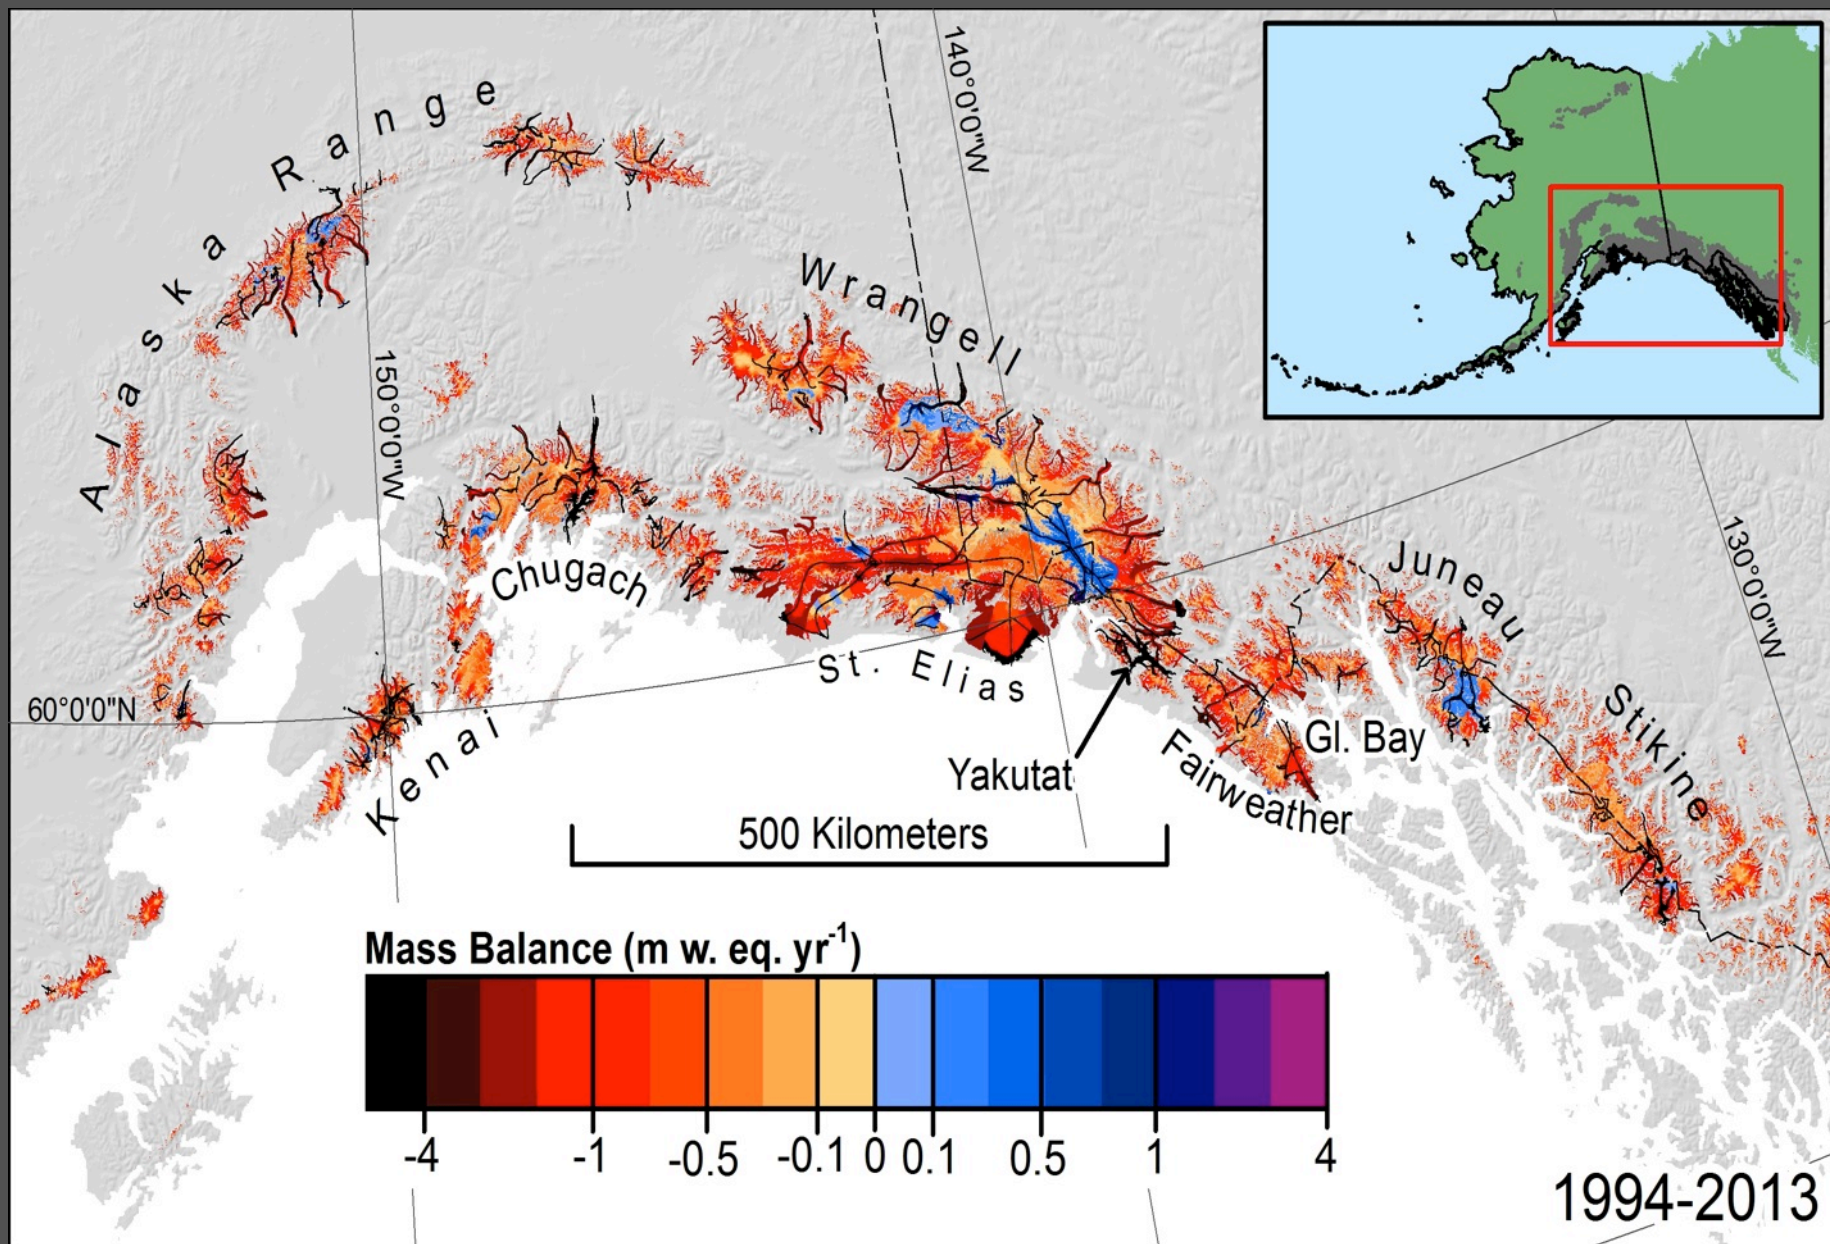 Alaska Range
140°0'0"W
Wrangell
150°0'0"W
Chugach
Juneau
130°0'0"W
St. Elias
60°0'0"N
Kenai
Stikine
Gl. Bay
Yakutat
Fairweather
500 Kilometers
Mass Balance (m w. eq. yr⁻¹)
-4 -1 -0.5 -0.1 0 0.1 0.5 1 4
1994-2013